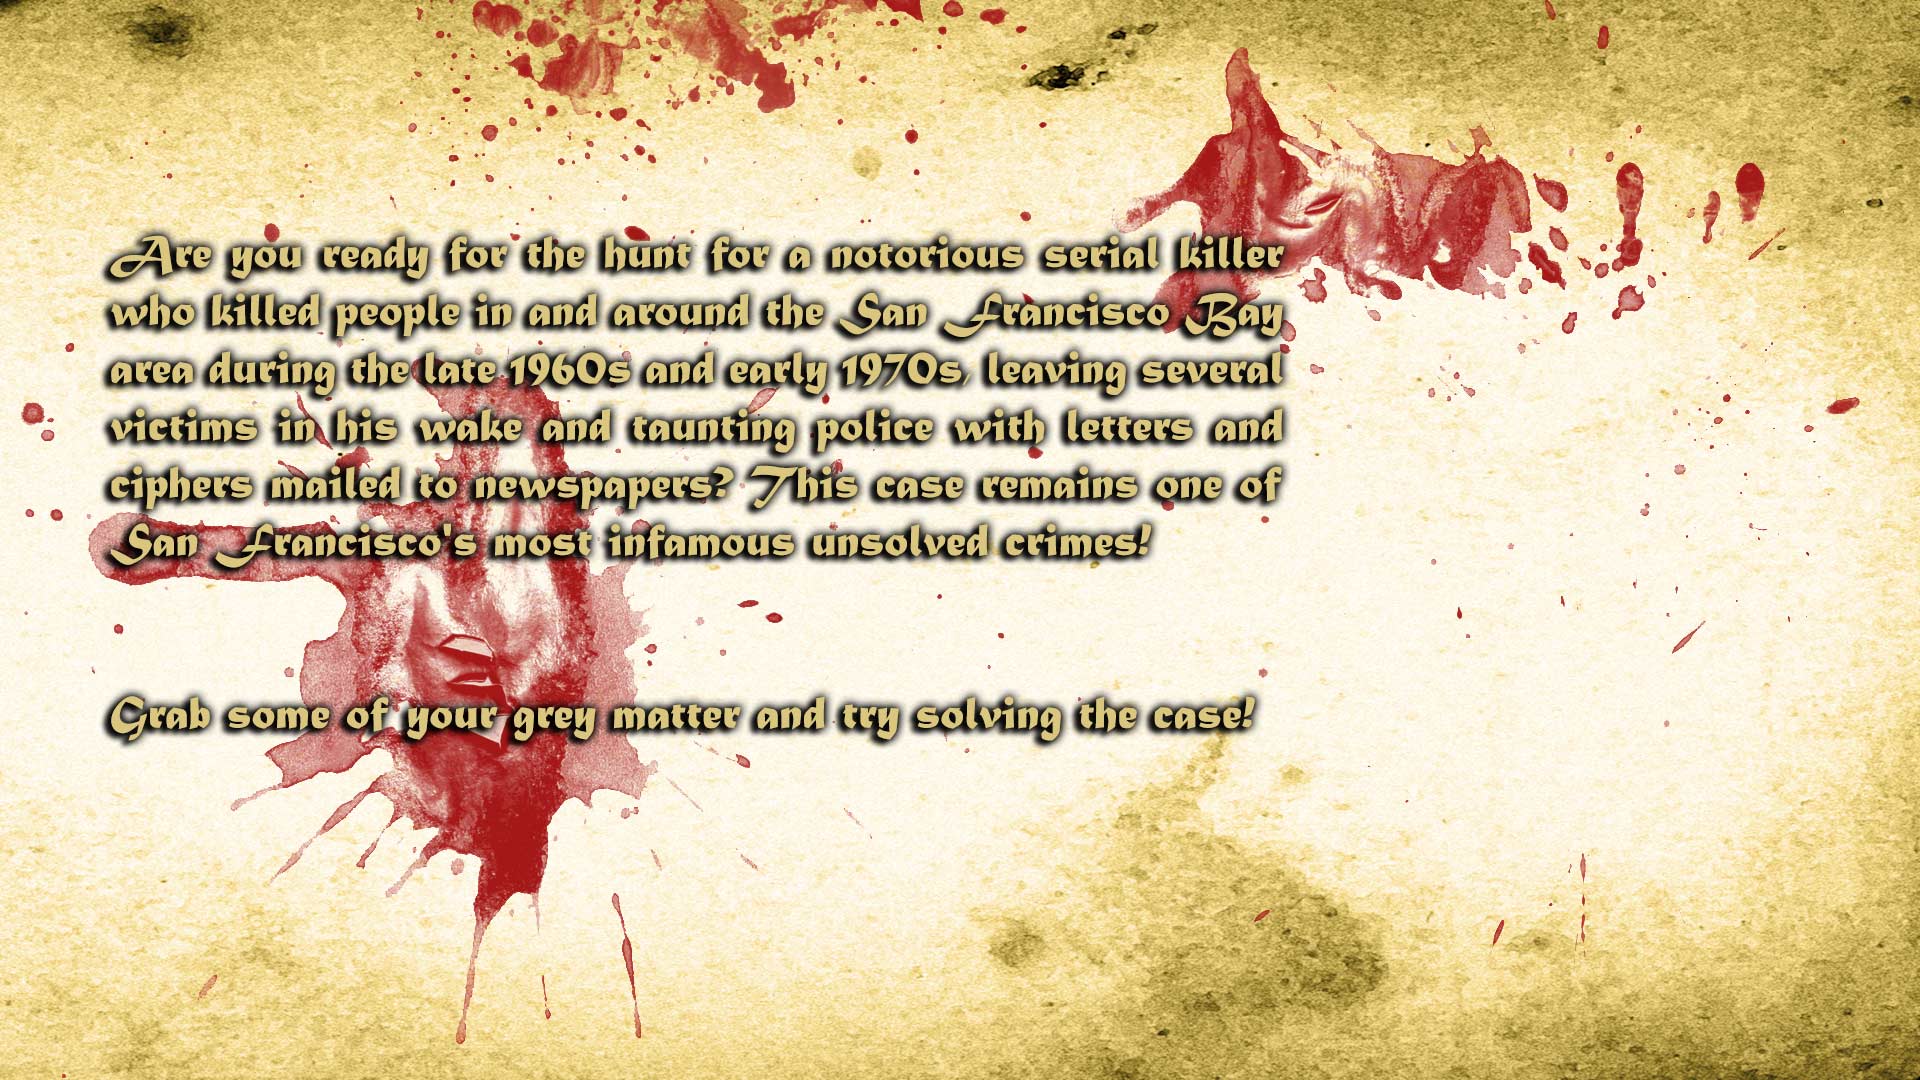 Are you ready for the hunt for a notorious serial killer
who killed people in and around the San Francisco Bay
area during the late 1960s and early 1970s, leaving several
victims in his wake and taunting police with letters and
ciphers mailed to newspapers? This case remains one of
San Francisco's most infamous unsolved crimes!
Grab some of your grey matter and try solving the case!